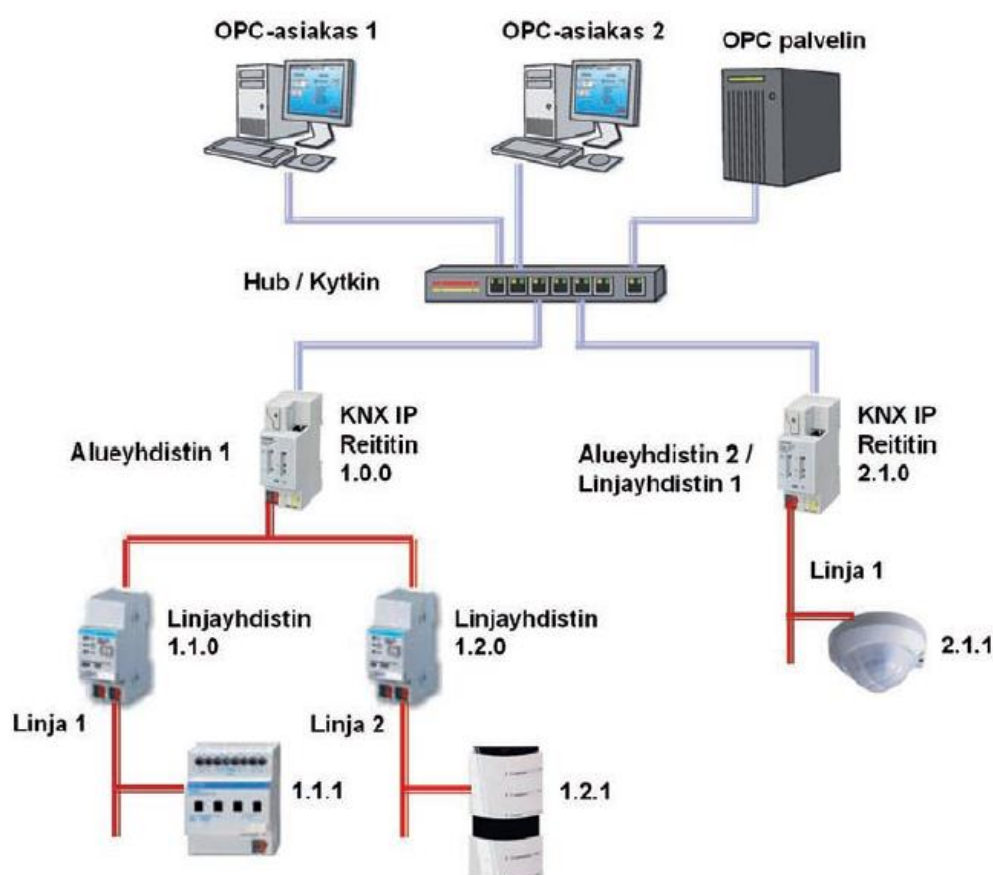 OPC-asiakas 1
OPC-asiakas 2
OPC palvelin
Hub / Kytkin
Alueyhdistin 1
KNX IP
Reititin
1.0.0
Alueyhdistin 2 /
Linjayhdistin 1
KNX IP
Reititin
2.1.0
Linjayhdistin
1.1.0
Linjayhdistin
1.2.0
Linja 1
2.1.1
Linja 1
Linja 2
1.1.1
1.2.1